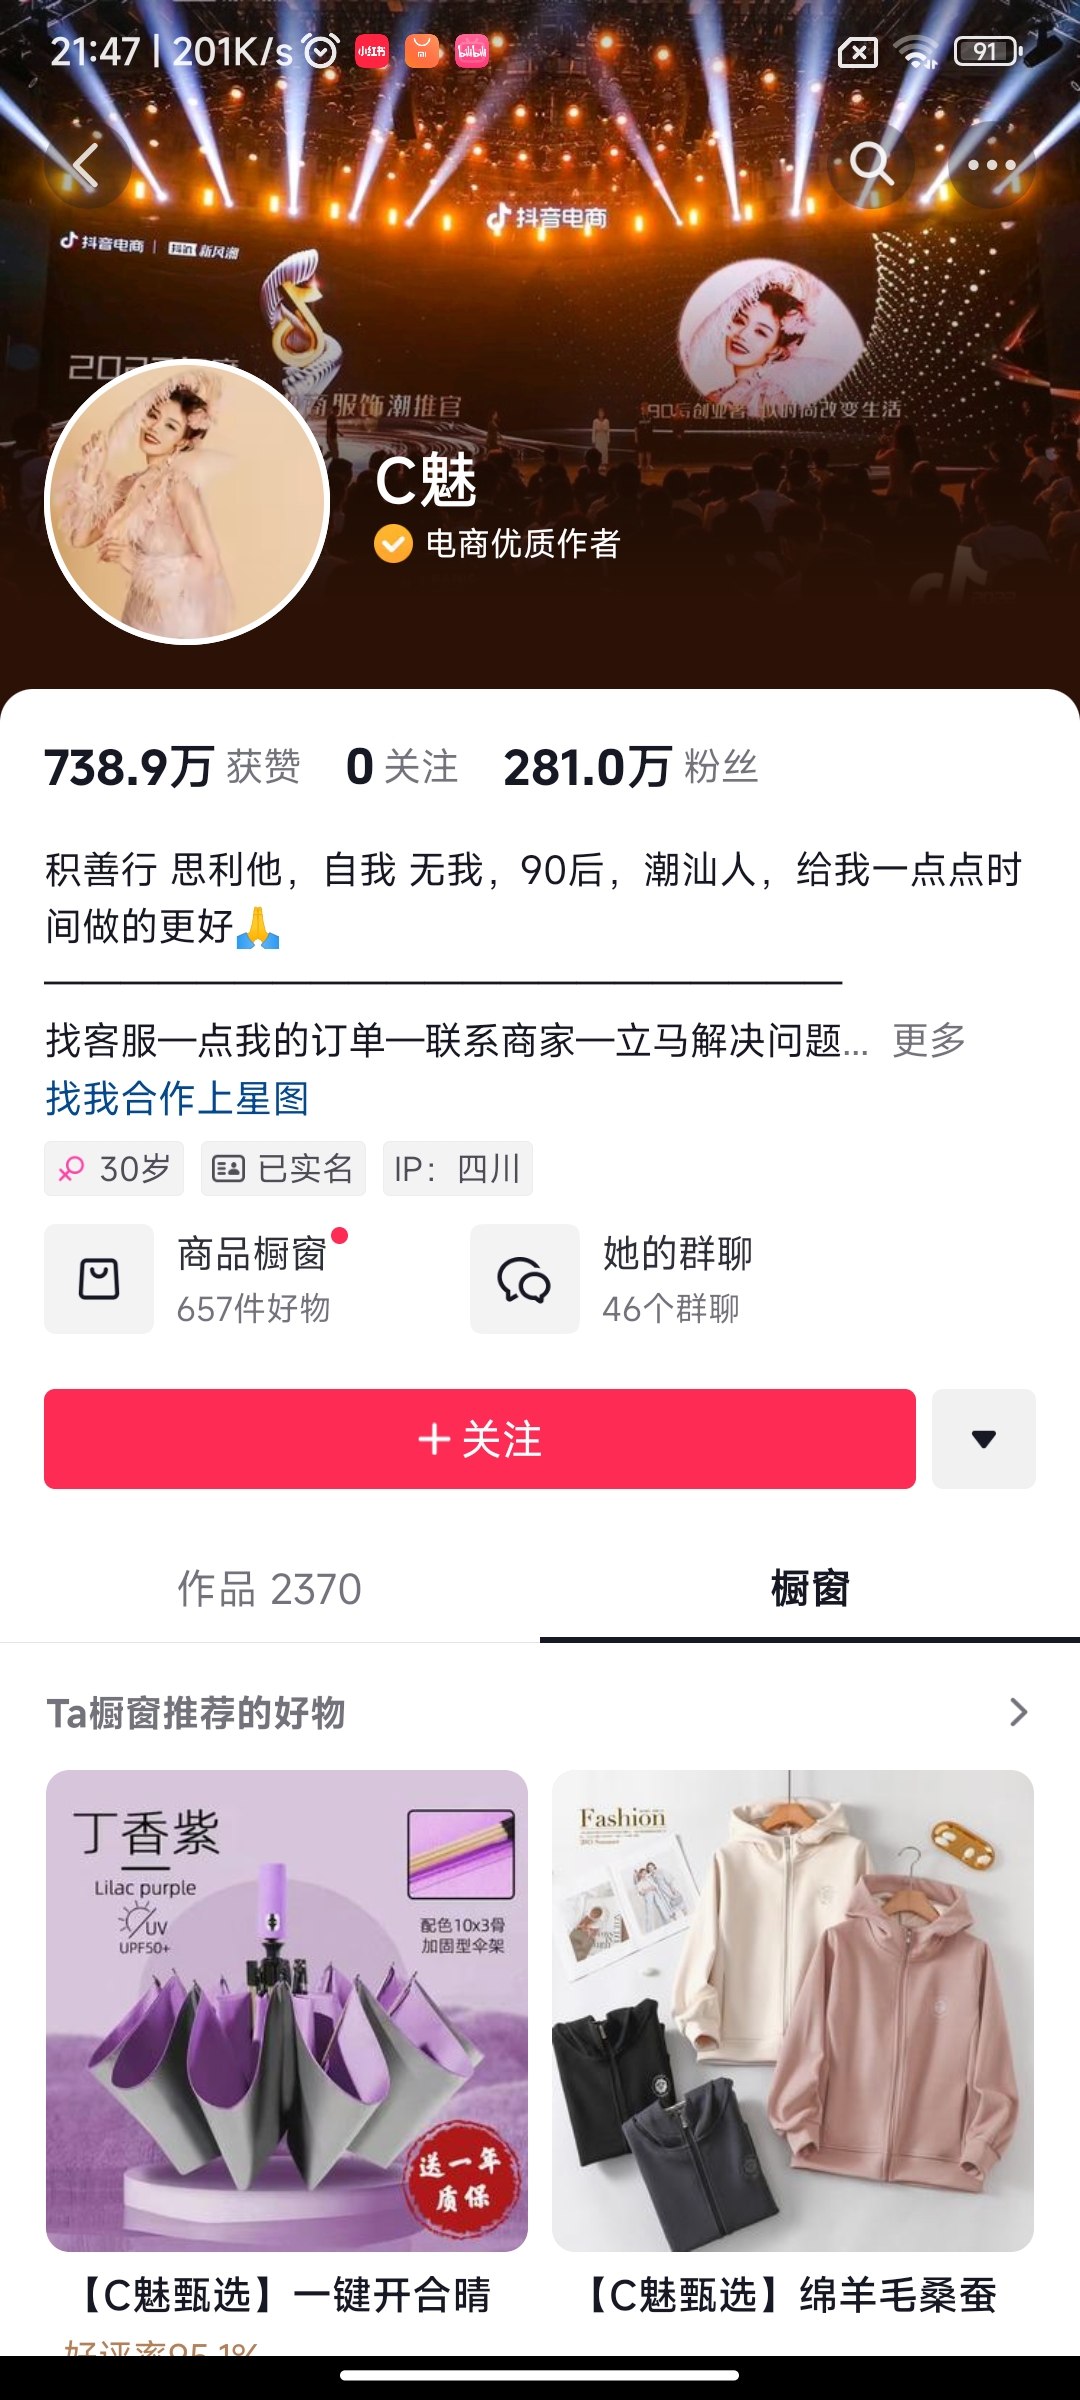 21:47 | 201K/s
小红书
MI
bilibili
91
抖音电商
抖音电商 | 抖in新风潮
商服饰潮推官
90后创业者 以时尚改变生活
C魅
电商优质作者
738.9万 获赞 0 关注 281.0万 粉丝
积善行 思利他，自我 无我，90后，潮汕人，给我一点点时
间做的更好🙏
—————————————————————
找客服—点我的订单—联系商家—立马解决问题... 更多
找我合作上星图
30岁 已实名 IP：四川
商品橱窗
657件好物
她的群聊
46个群聊
+ 关注
作品 2370
橱窗
Ta橱窗推荐的好物
丁香紫
Lilac purple
UV
UPF50+
配色10x3骨
加固型伞架
送一年
质保
Fashion
【C魅甄选】一键开合晴
【C魅甄选】绵羊毛桑蚕
好评率95.1%